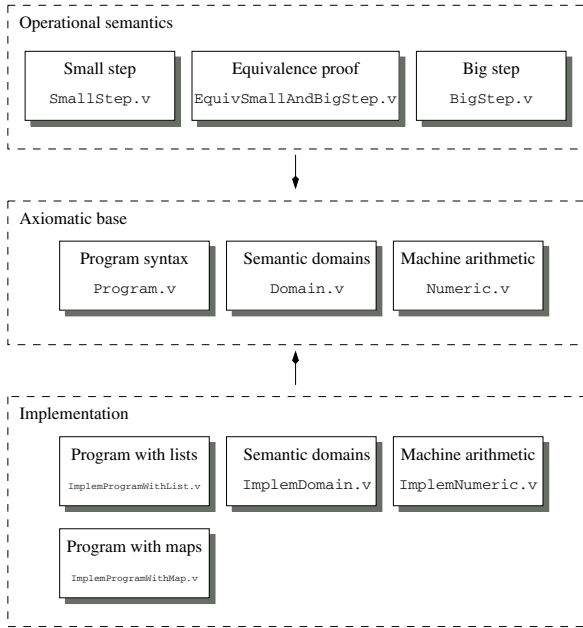 Operational semantics
Small step
SmallStep.v
Equivalence proof
EquivSmallAndBigStep.v
Big step
BigStep.v
Axiomatic base
Program syntax
Program.v
Semantic domains
Domain.v
Machine arithmetic
Numeric.v
Implementation
Program with lists
ImplemProgramWithList.v
Semantic domains
ImplemDomain.v
Machine arithmetic
ImplemNumeric.v
Program with maps
ImplemProgramWithMap.v